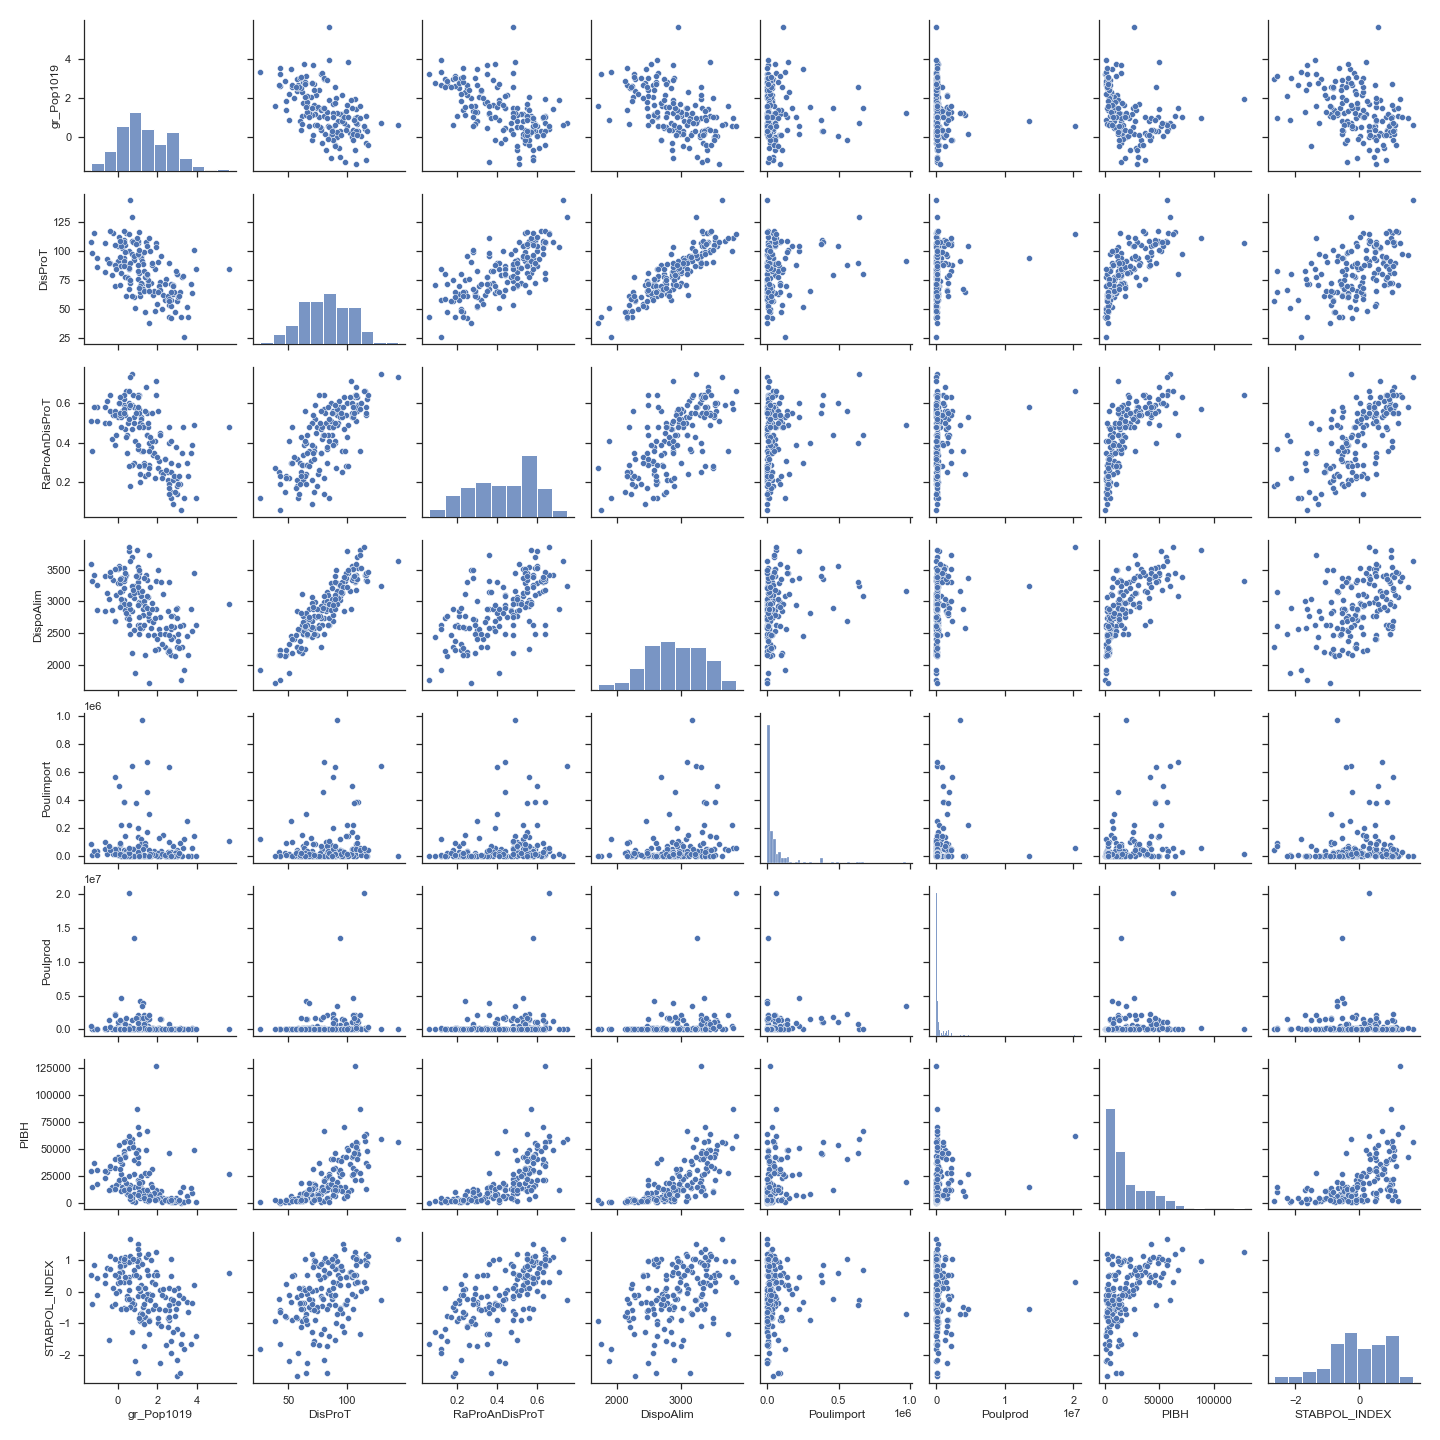 gr_Pop1019
4
2
0
DisProT
125
100
75
50
25
RaProAnDisProT
0.6
0.4
0.2
DispoAlim
3500
3000
2500
2000
1e6
Poulimport
1.0
0.8
0.6
0.4
0.2
0.0
1e7
Poulprod
2.0
1.5
1.0
0.5
0.0
PIBH
125000
100000
75000
50000
25000
0
STABPOL_INDEX
1
0
−1
−2
0 2 4 50 100 0.2 0.4 0.6 2000 3000 0.0 0.5 1.0 0 1 2 0 50000 100000 −2 0
1e6 1e7
gr_Pop1019 DisProT RaProAnDisProT DispoAlim Poulimport Poulprod PIBH STABPOL_INDEX